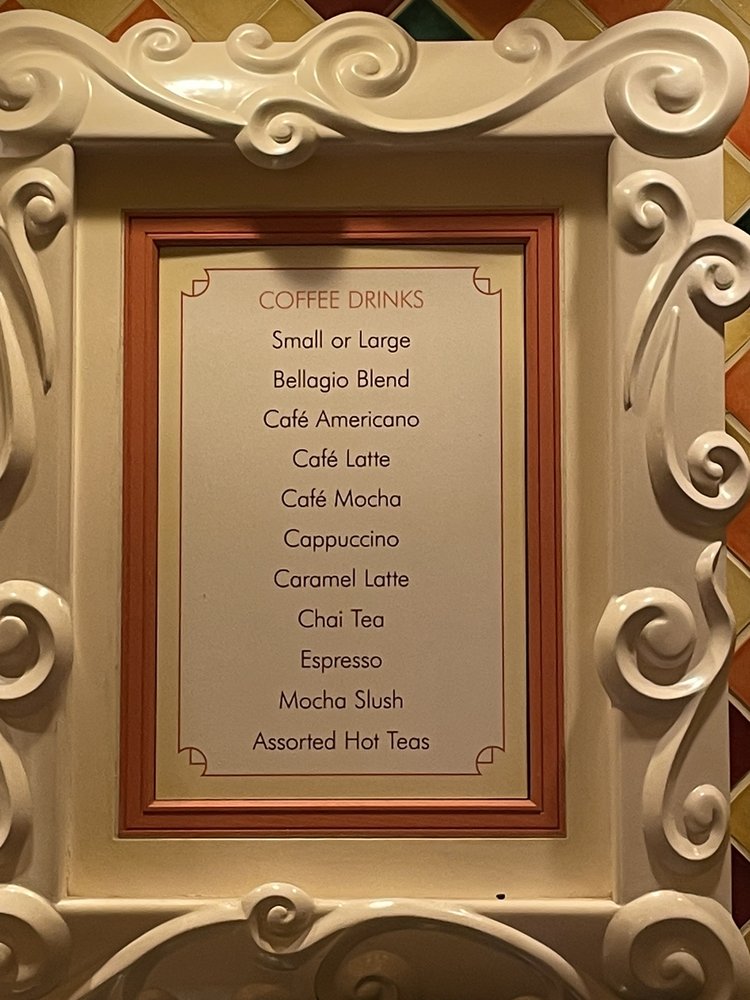 COFFEE DRINKS
Small or Large
Bellagio Blend
Café Americano
Café Latte
Café Mocha
Cappuccino
Caramel Latte
Chai Tea
Espresso
Mocha Slush
Assorted Hot Teas